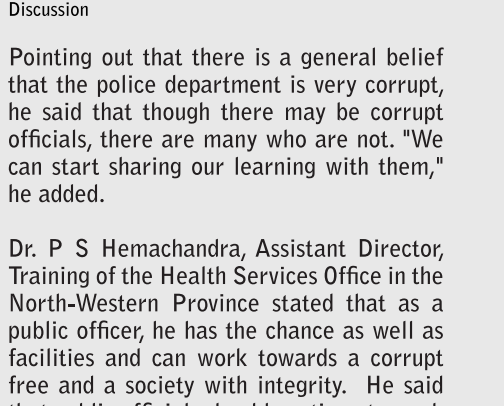 Discussion
Pointing out that there is a general belief
that the police department is very corrupt,
he said that though there may be corrupt
officials, there are many who are not. "We
can start sharing our learning with them,"
he added.
Dr. P S Hemachandra, Assistant Director,
Training of the Health Services Office in the
North-Western Province stated that as a
public officer, he has the chance as well as
facilities and can work towards a corrupt
free and a society with integrity.  He said